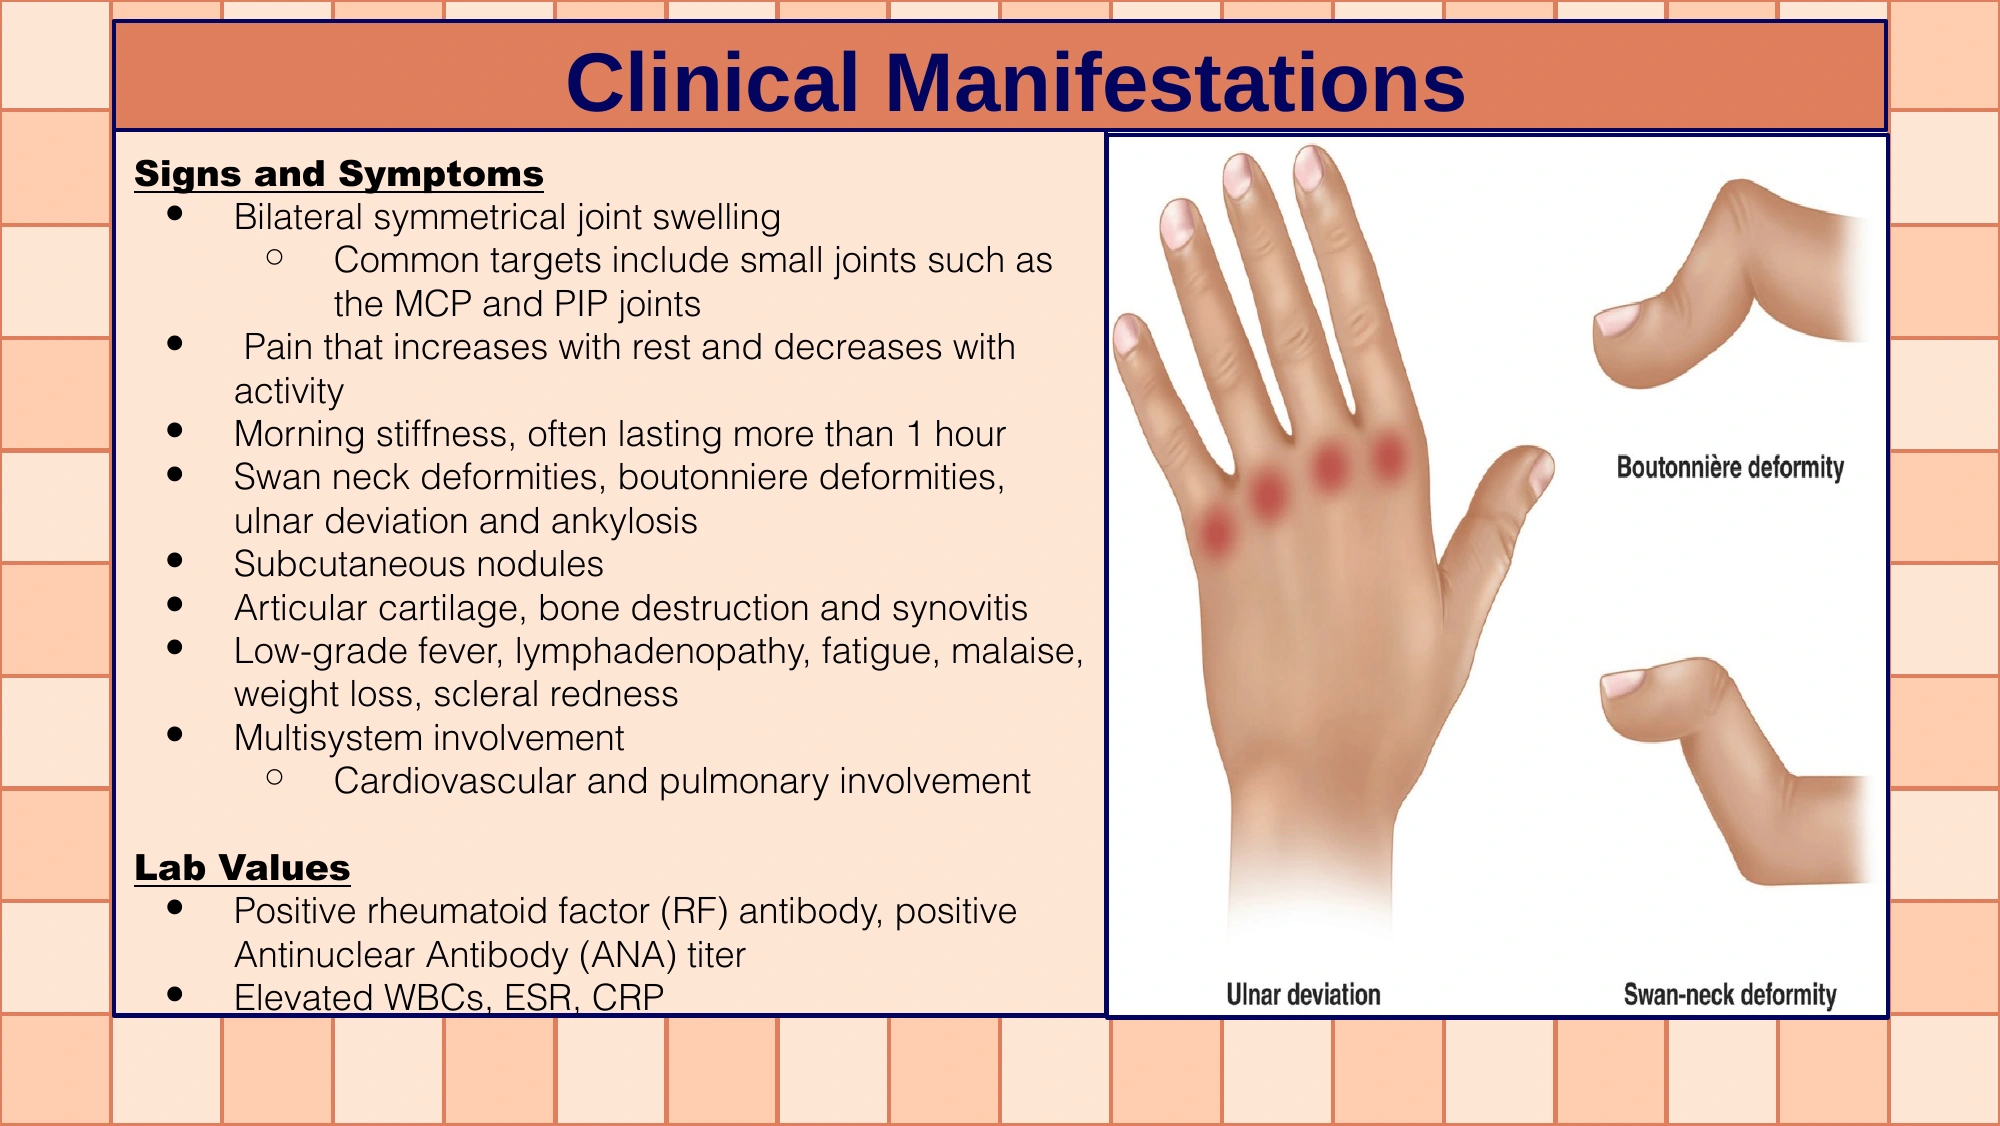 Clinical Manifestations
Signs and Symptoms
● Bilateral symmetrical joint swelling
○ Common targets include small joints such as
the MCP and PIP joints
● Pain that increases with rest and decreases with
activity
● Morning stiffness, often lasting more than 1 hour
● Swan neck deformities, boutonniere deformities,
ulnar deviation and ankylosis
● Subcutaneous nodules
● Articular cartilage, bone destruction and synovitis
● Low-grade fever, lymphadenopathy, fatigue, malaise,
weight loss, scleral redness
● Multisystem involvement
○ Cardiovascular and pulmonary involvement
Lab Values
● Positive rheumatoid factor (RF) antibody, positive
Antinuclear Antibody (ANA) titer
● Elevated WBCs, ESR, CRP
Boutonnière deformity
Ulnar deviation
Swan-neck deformity